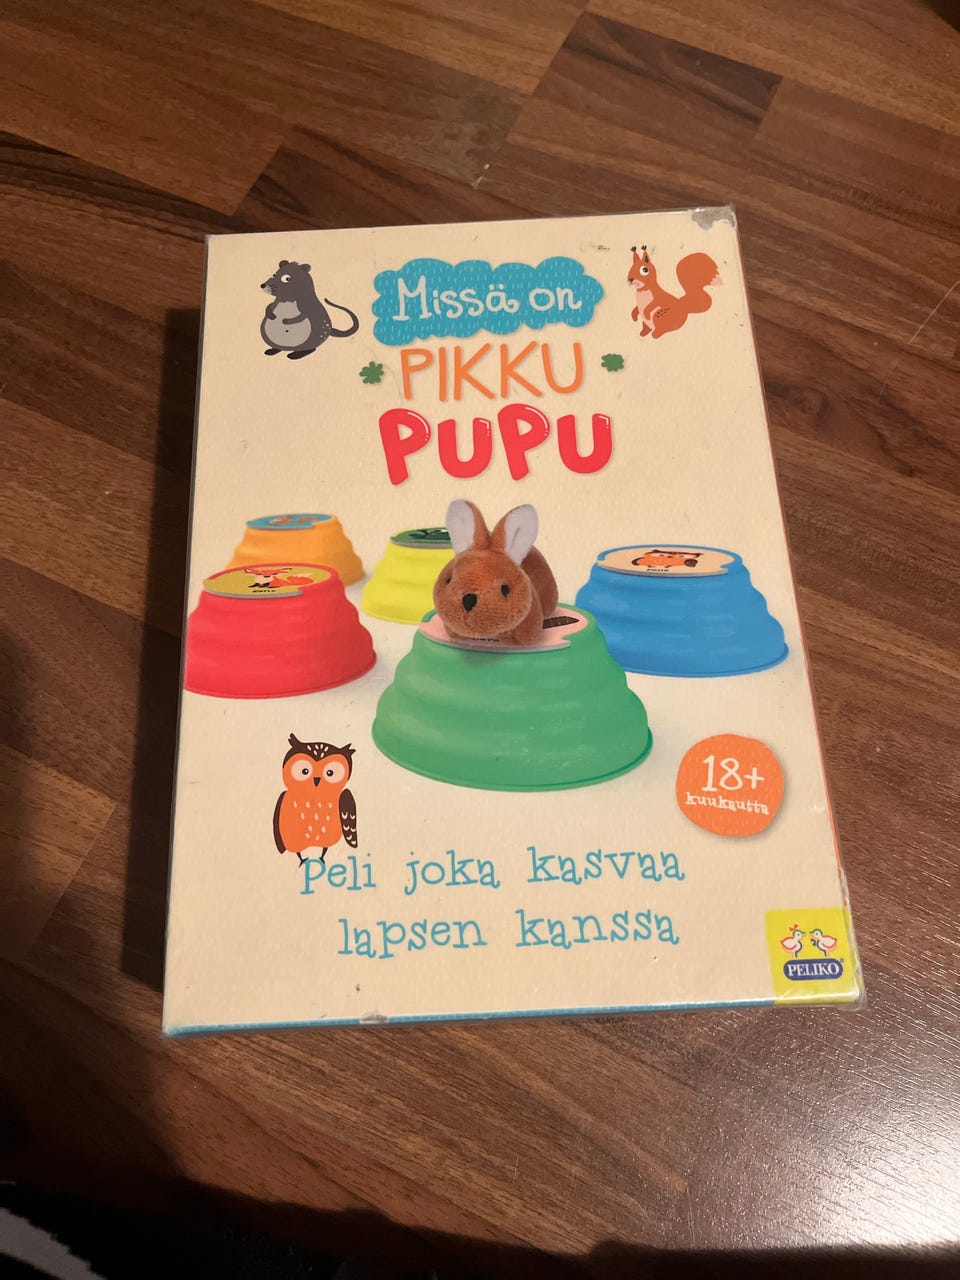 Missä on
PIKKU
PUPU
18+
kuukautta
Peli joka kasvaa
lapsen kanssa
PELIKO